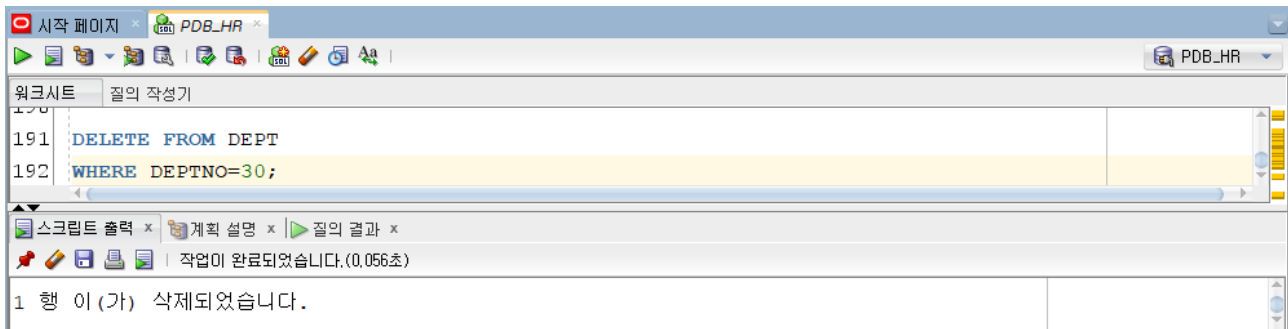 시작 페이지 PDB_HR
PDB_HR
워크시트 질의 작성기
191 DELETE FROM DEPT
192 WHERE DEPTNO=30;
스크립트 출력 x 계획 설명 x 질의 결과 x
작업이 완료되었습니다.(0.056초)
1 행 이(가) 삭제되었습니다.